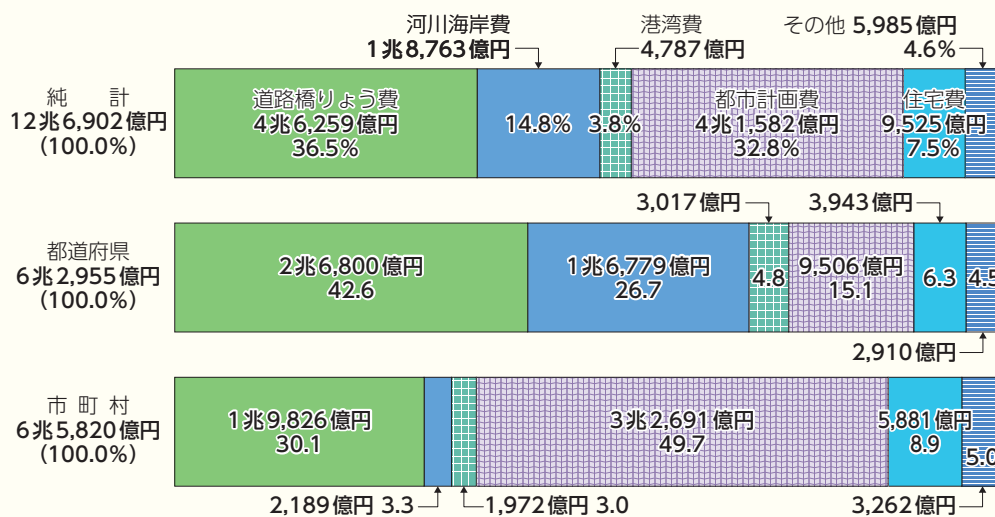 河川海岸費
1兆8,763億円
港湾費
4,787億円
その他 5,985億円
4.6%
純計
12兆6,902億円
(100.0%)
道路橋りょう費
4兆6,259億円
36.5%
14.8%
3.8%
都市計画費
4兆1,582億円
32.8%
住宅費
9,525億円
7.5%
3,017億円
3,943億円
都道府県
6兆2,955億円
(100.0%)
2兆6,800億円
42.6
1兆6,779億円
26.7
4.8
9,506億円
15.1
6.3
4.5
2,910億円
市町村
6兆5,820億円
(100.0%)
1兆9,826億円
30.1
3兆2,691億円
49.7
5,881億円
8.9
5.0
2,189億円 3.3
1,972億円 3.0
3,262億円